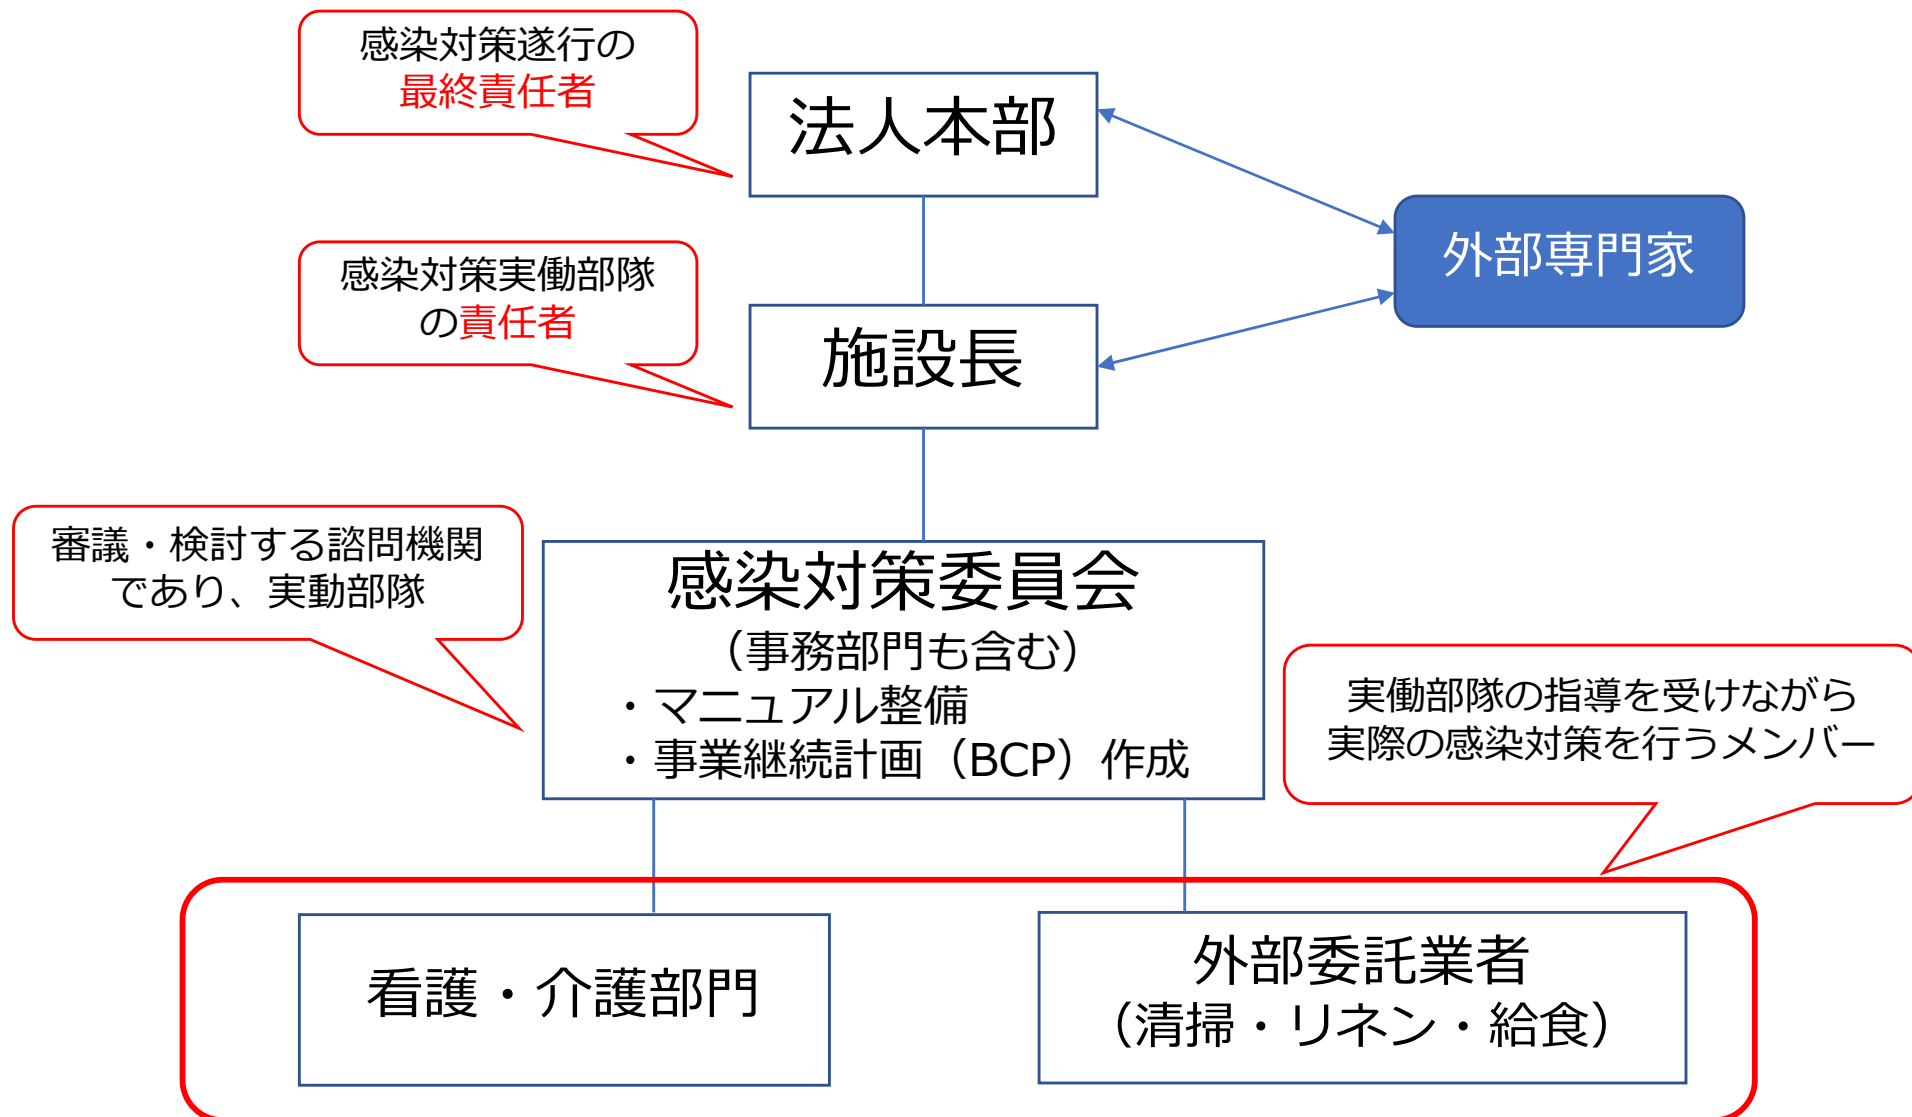 感染対策遂行の
最終責任者
法人本部
外部専門家
感染対策実働部隊
の責任者
施設長
審議・検討する諮問機関
であり、実動部隊
感染対策委員会
（事務部門も含む）
・マニュアル整備
・事業継続計画（BCP）作成
実働部隊の指導を受けながら
実際の感染対策を行うメンバー
看護・介護部門
外部委託業者
（清掃・リネン・給食）